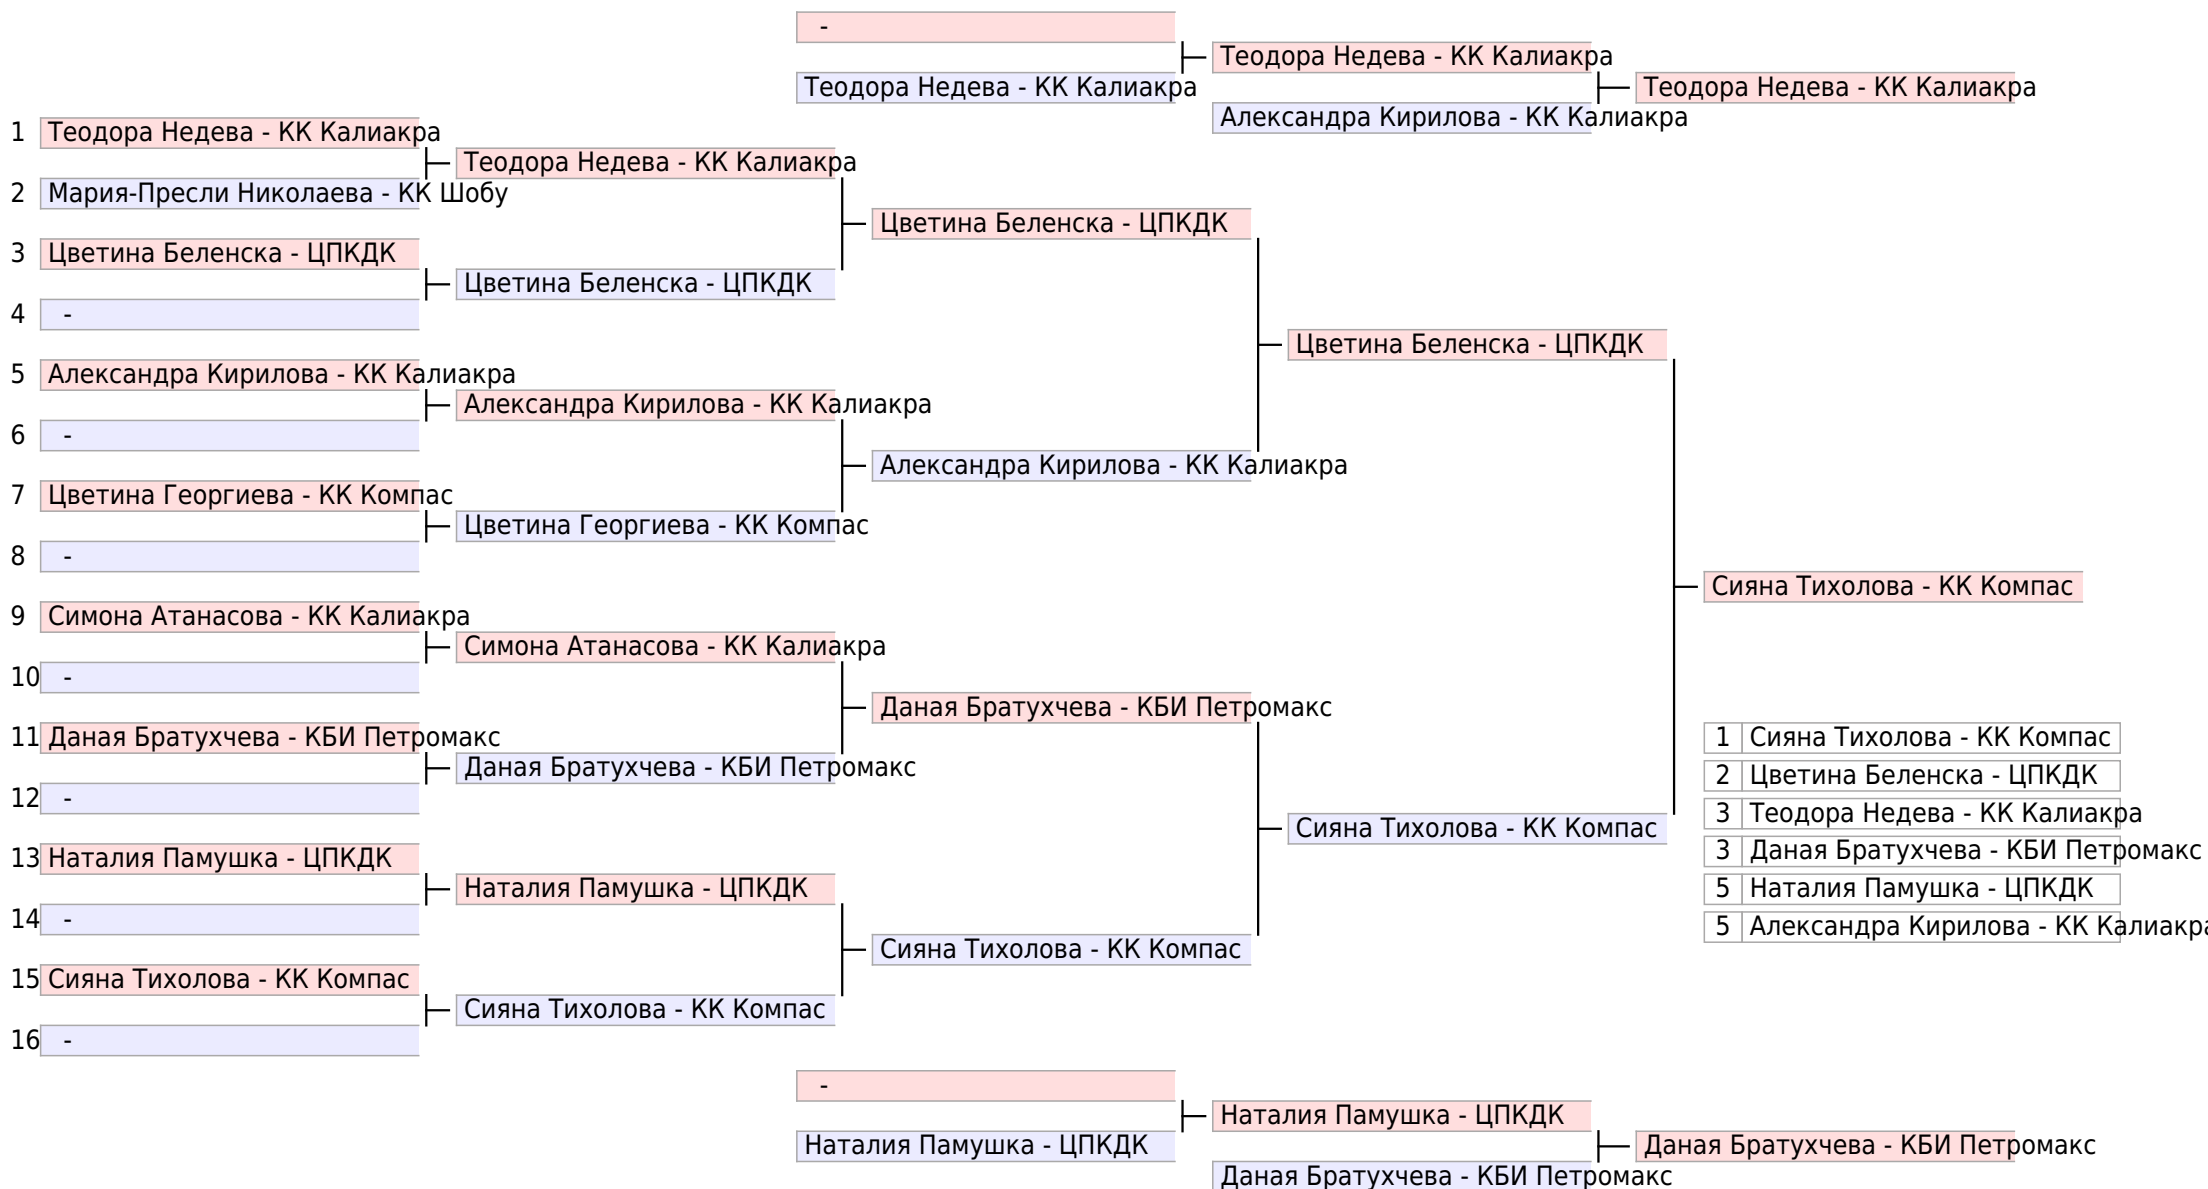 -
Теодора Недева - КК Калиакра
Теодора Недева - КК Калиакра
Александра Кирилова - КК Калиакра
Теодора Недева - КК Калиакра
1 Теодора Недева - КК Калиакра
2 Мария-Пресли Николаева - КК Шобу
3 Цветина Беленска - ЦПКДК
4 -
5 Александра Кирилова - КК Калиакра
6 -
7 Цветина Георгиева - КК Компас
8 -
9 Симона Атанасова - КК Калиакра
10 -
11 Даная Братухчева - КБИ Петромакс
12 -
13 Наталия Памушка - ЦПКДК
14 -
15 Сияна Тихолова - КК Компас
16 -
Теодора Недева - КК Калиакра
Цветина Беленска - ЦПКДК
Александра Кирилова - КК Калиакра
Цветина Георгиева - КК Компас
Симона Атанасова - КК Калиакра
Даная Братухчева - КБИ Петромакс
Наталия Памушка - ЦПКДК
Сияна Тихолова - КК Компас
Цветина Беленска - ЦПКДК
Александра Кирилова - КК Калиакра
Даная Братухчева - КБИ Петромакс
Сияна Тихолова - КК Компас
Цветина Беленска - ЦПКДК
Сияна Тихолова - КК Компас
Сияна Тихолова - КК Компас
1 Сияна Тихолова - КК Компас
2 Цветина Беленска - ЦПКДК
3 Теодора Недева - КК Калиакра
3 Даная Братухчева - КБИ Петромакс
5 Наталия Памушка - ЦПКДК
5 Александра Кирилова - КК Калиакра
-
Наталия Памушка - ЦПКДК
Наталия Памушка - ЦПКДК
Даная Братухчева - КБИ Петромакс
Даная Братухчева - КБИ Петромакс